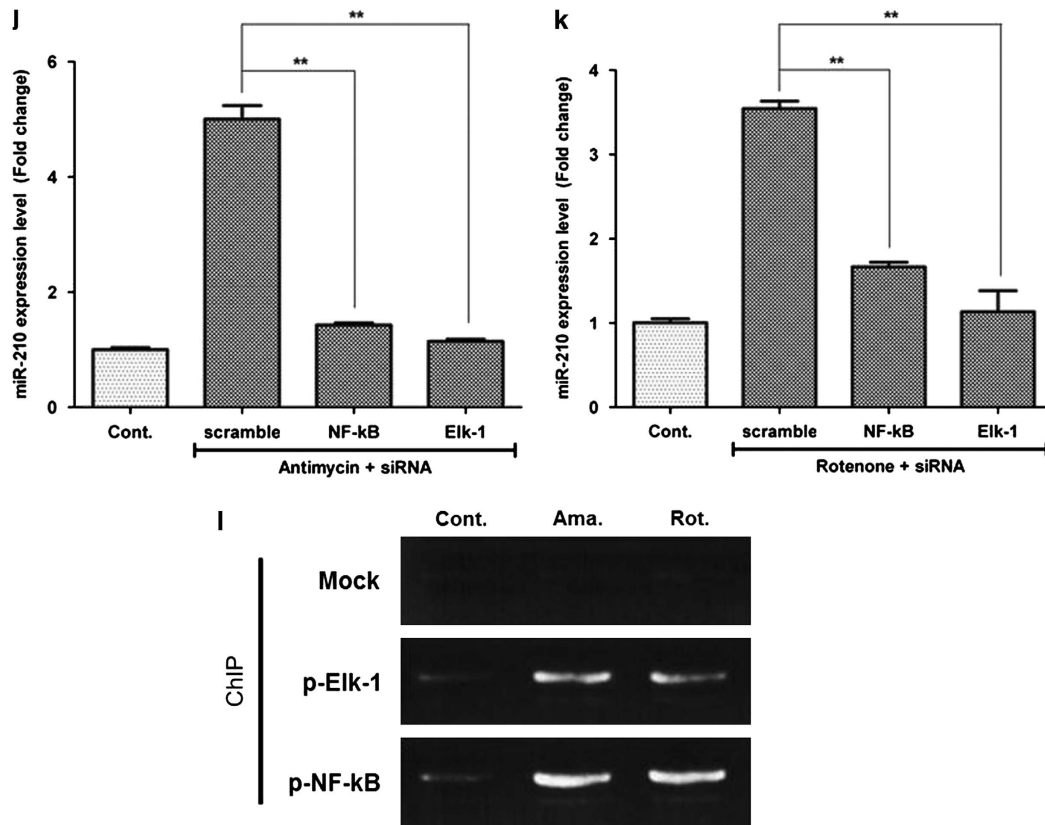 j
miR-210 expression level (Fold change)
6
4
2
0
**
**
Cont.
scramble
NF-kB
Elk-1
Antimycin + siRNA
k
miR-210 expression level (Fold change)
4
3
2
1
0
**
**
Cont.
scramble
NF-kB
Elk-1
Rotenone + siRNA
l
Cont.
Ama.
Rot.
ChIP
Mock
p-Elk-1
p-NF-kB